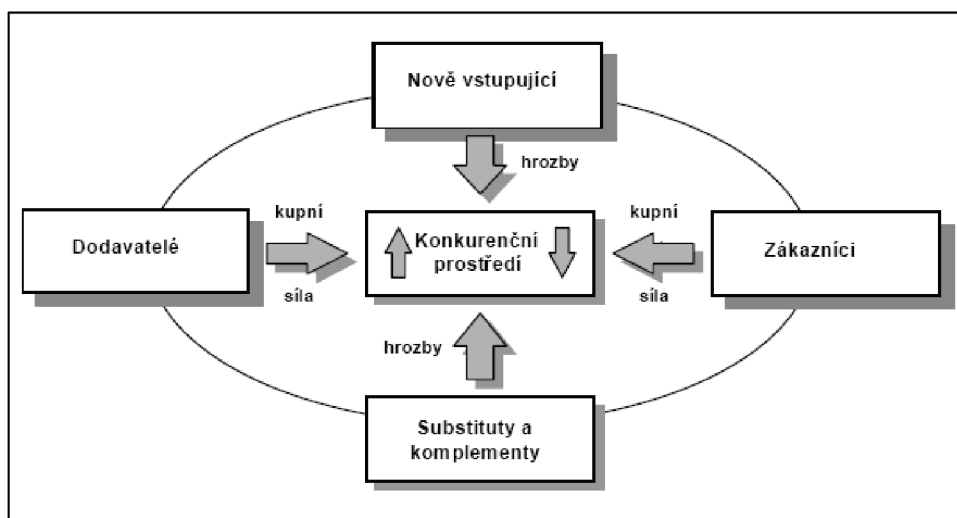 Nově vstupující
hrozby
kupní
Dodavatelé
síla
Konkurenční
prostředí
kupní
Zákazníci
síla
hrozby
Substituty a
komplementy